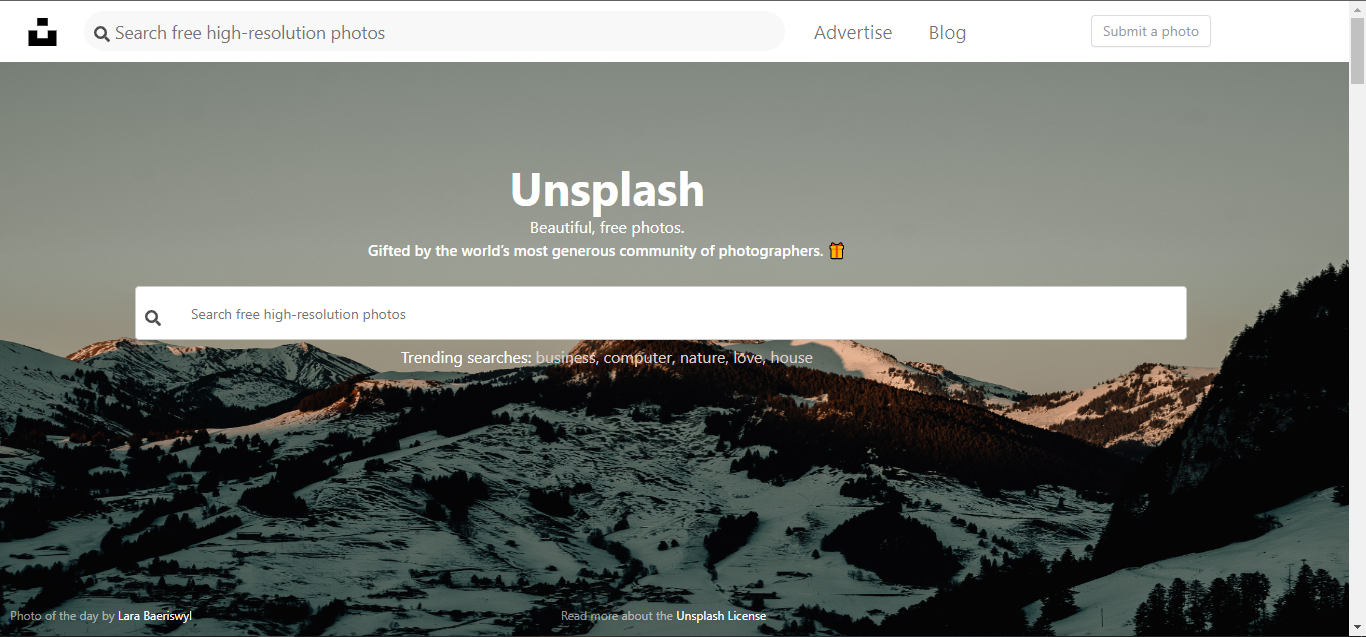 Search free high-resolution photos
Advertise
Blog
Submit a photo
Unsplash
Beautiful, free photos.
Gifted by the world's most generous community of photographers. 🎁
Search free high-resolution photos
Trending searches: business, computer, nature, love, house
Photo of the day by Lara Baeriswyl
Read more about the Unsplash License